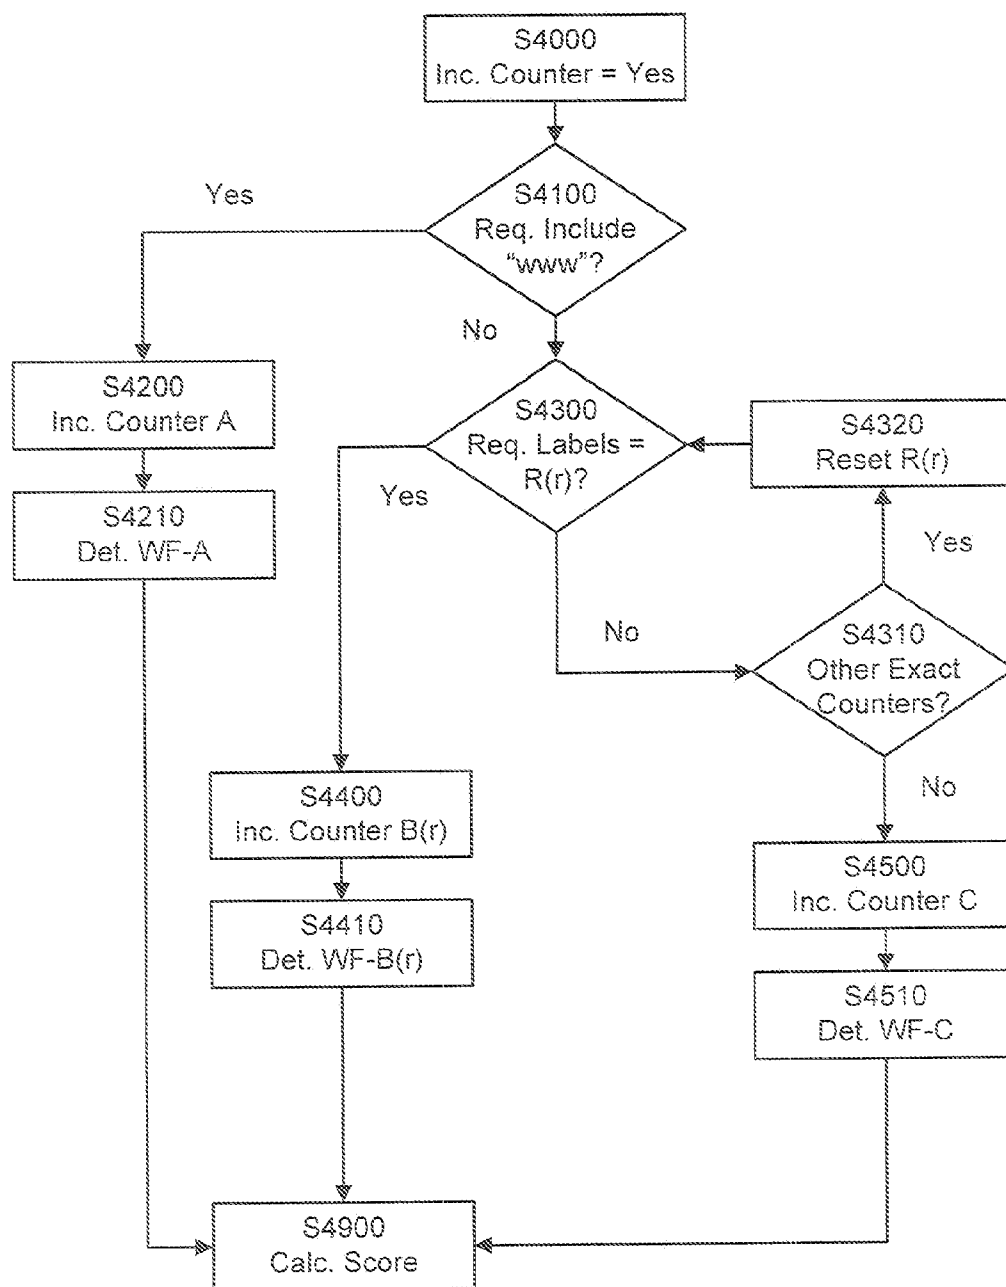 S4000
Inc. Counter = Yes
Yes
S4100
Req. Include
"www"?
No
S4200
Inc. Counter A
S4300
Req. Labels =
R(r)?
S4320
Reset R(r)
Yes
S4210
Det. WF-A
Yes
No
S4310
Other Exact
Counters?
S4400
Inc. Counter B(r)
No
S4500
Inc. Counter C
S4410
Det. WF-B(r)
S4510
Det. WF-C
S4900
Calc. Score